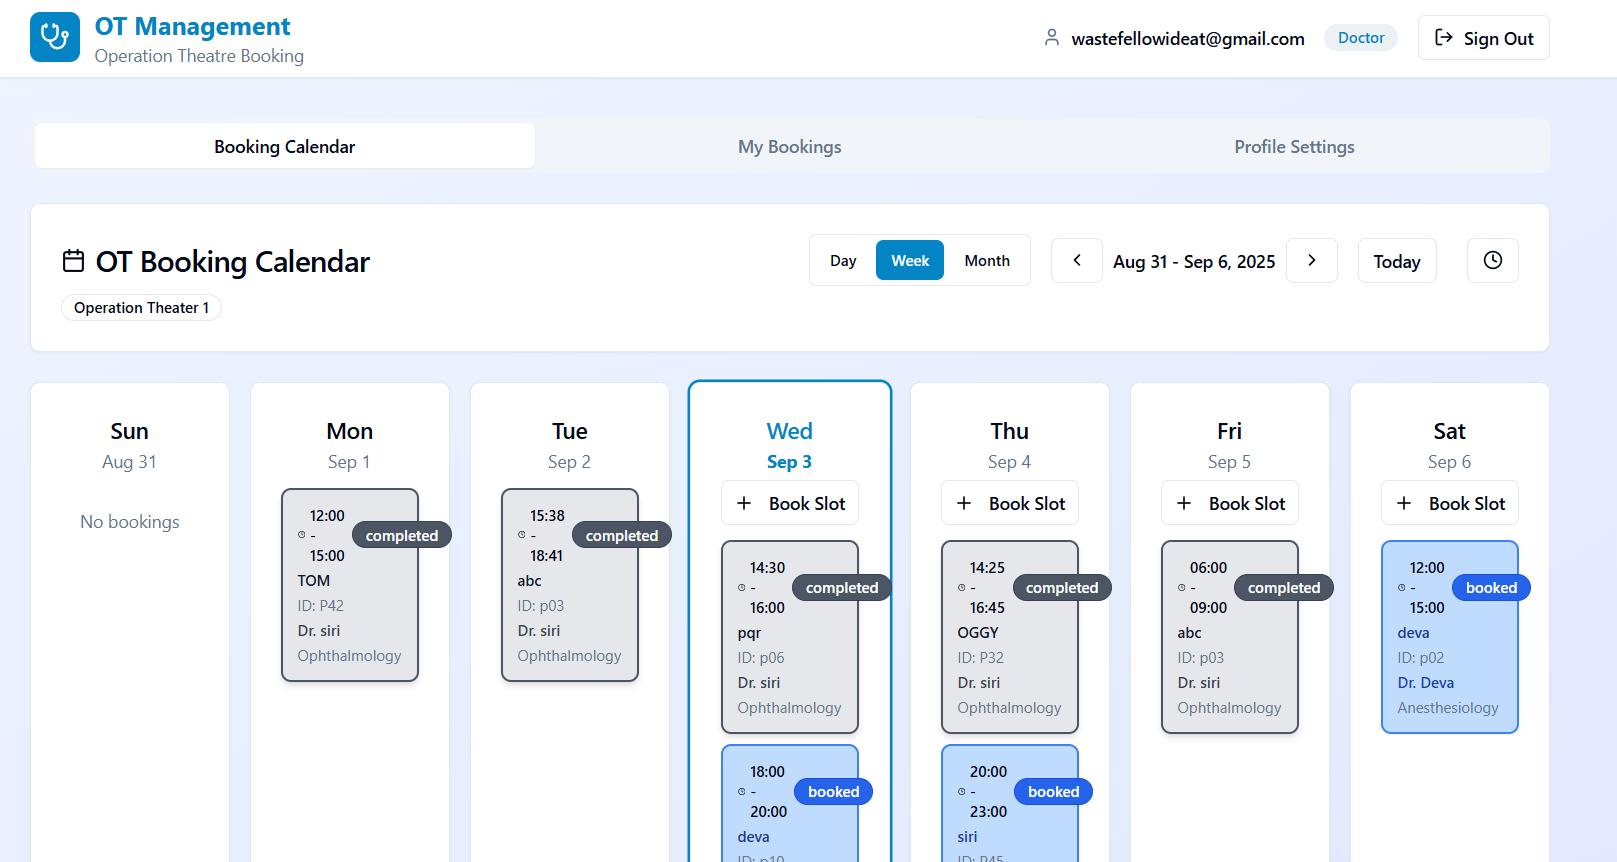 OT Management
Operation Theatre Booking
wastefellowideat@gmail.com
Doctor
Sign Out
Booking Calendar
My Bookings
Profile Settings
OT Booking Calendar
Operation Theater 1
Day
Week
Month
Aug 31 - Sep 6, 2025
Today
Sun
Aug 31
No bookings
Mon
Sep 1
12:00
-
15:00
completed
TOM
ID: P42
Dr. siri
Ophthalmology
Tue
Sep 2
15:38
-
18:41
completed
abc
ID: p03
Dr. siri
Ophthalmology
Wed
Sep 3
+ Book Slot
14:30
-
16:00
completed
pqr
ID: p06
Dr. siri
Ophthalmology
18:00
-
20:00
booked
deva
ID: p10
Thu
Sep 4
+ Book Slot
14:25
-
16:45
completed
OGGY
ID: P32
Dr. siri
Ophthalmology
20:00
-
23:00
booked
siri
ID: P45
Fri
Sep 5
+ Book Slot
06:00
-
09:00
completed
abc
ID: p03
Dr. siri
Ophthalmology
Sat
Sep 6
+ Book Slot
12:00
-
15:00
booked
deva
ID: p02
Dr. Deva
Anesthesiology